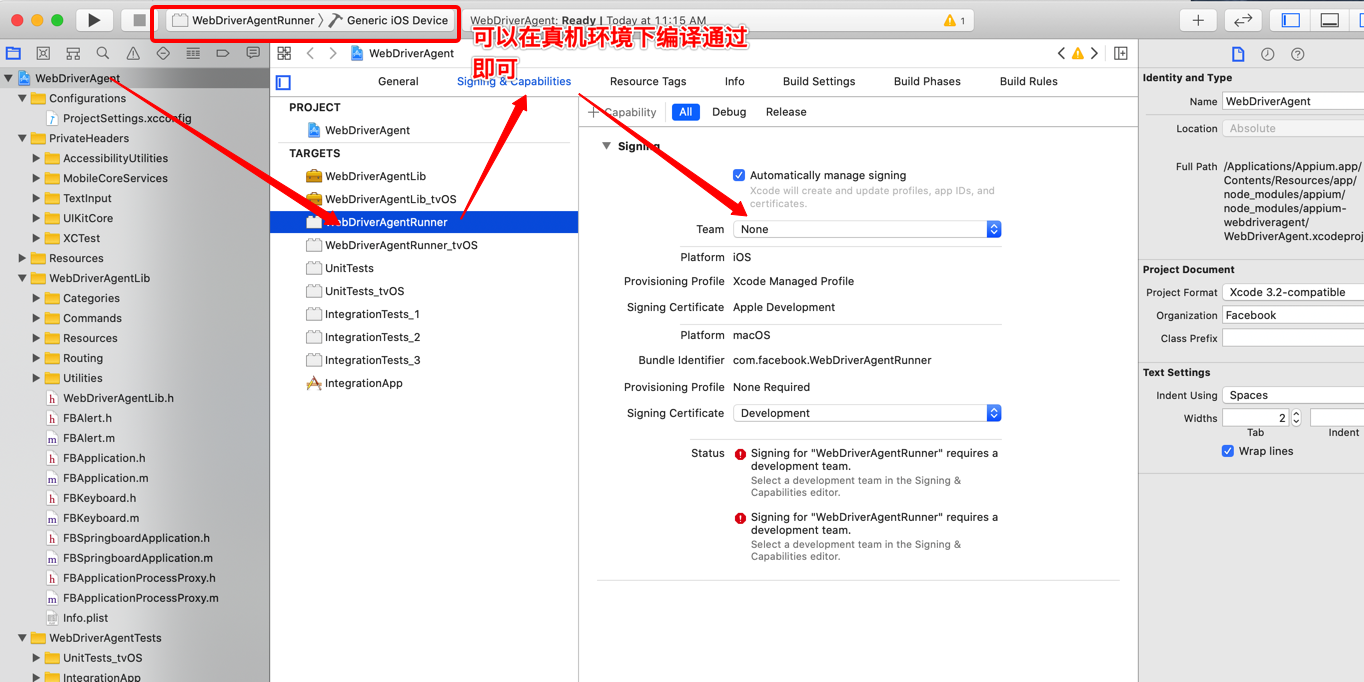 WebDriverAgentRunner 〉 Generic iOS Device
WebDriverAgent: Ready | Today at 11:15 AM
1
可以在真机环境下编译通过
即可
WebDriverAgent
Configurations
ProjectSettings.xcconfig
PrivateHeaders
AccessibilityUtilities
MobileCoreServices
TextInput
UIKitCore
XCTest
Resources
WebDriverAgentLib
Categories
Commands
Resources
Routing
Utilities
WebDriverAgentLib.h
FBAlert.h
FBAlert.m
FBApplication.h
FBApplication.m
FBKeyboard.h
FBKeyboard.m
FBSpringboardApplication.h
FBSpringboardApplication.m
FBApplicationProcessProxy.h
FBApplicationProcessProxy.m
Info.plist
WebDriverAgentTests
UnitTests_tvOS
IntegrationApp
WebDriverAgent
General Signing & Capabilities Resource Tags Info Build Settings Build Phases Build Rules
PROJECT
WebDriverAgent
TARGETS
WebDriverAgentLib
WebDriverAgentLib_tvOS
WebDriverAgentRunner
WebDriverAgentRunner_tvOS
UnitTests
UnitTests_tvOS
IntegrationTests_1
IntegrationTests_2
IntegrationTests_3
IntegrationApp
+ Capability All Debug Release
Signing
Automatically manage signing
Xcode will create and update profiles, app IDs, and
certificates.
Team None
Platform iOS
Provisioning Profile Xcode Managed Profile
Signing Certificate Apple Development
Platform macOS
Bundle Identifier com.facebook.WebDriverAgentRunner
Provisioning Profile None Required
Signing Certificate Development
Status Signing for "WebDriverAgentRunner" requires a
development team.
Select a development team in the Signing &
Capabilities editor.
Signing for "WebDriverAgentRunner" requires a
development team.
Select a development team in the Signing &
Capabilities editor.
Identity and Type
Name WebDriverAgent
Location Absolute
Full Path /Applications/Appium.app/
Contents/Resources/app/
node_modules/appium/
node_modules/appium-
webdriveragent/
WebDriverAgent.xcodeproj
Project Document
Project Format Xcode 3.2-compatible
Organization Facebook
Class Prefix
Text Settings
Indent Using Spaces
Widths 2
Tab Indent
Wrap lines